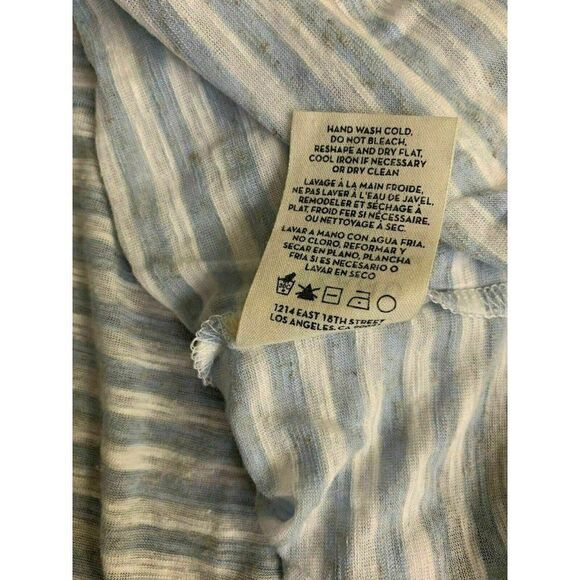 HAND WASH COLD.
DO NOT BLEACH,
RESHAPE AND DRY FLAT,
COOL IRON IF NECESSARY
OR DRY CLEAN
LAVAGE À LA MAIN FROIDE,
NE PAS LAVER À L'EAU DE JAVEL.
REMODELER ET SÉCHAGE À
PLAT, FROID FER SI NÉCESSAIRE,
OU NETTOYAGE À SEC.
LAVAR A MANO CON AGUA FRIA.
NO CLORO, REFORMAR Y
SECAR EN PLANO, PLANCHA
FRIA SI ES NECESARIO O
LAVAR EN SECO
1214 EAST 18TH STREET
LOS ANGELES, CA